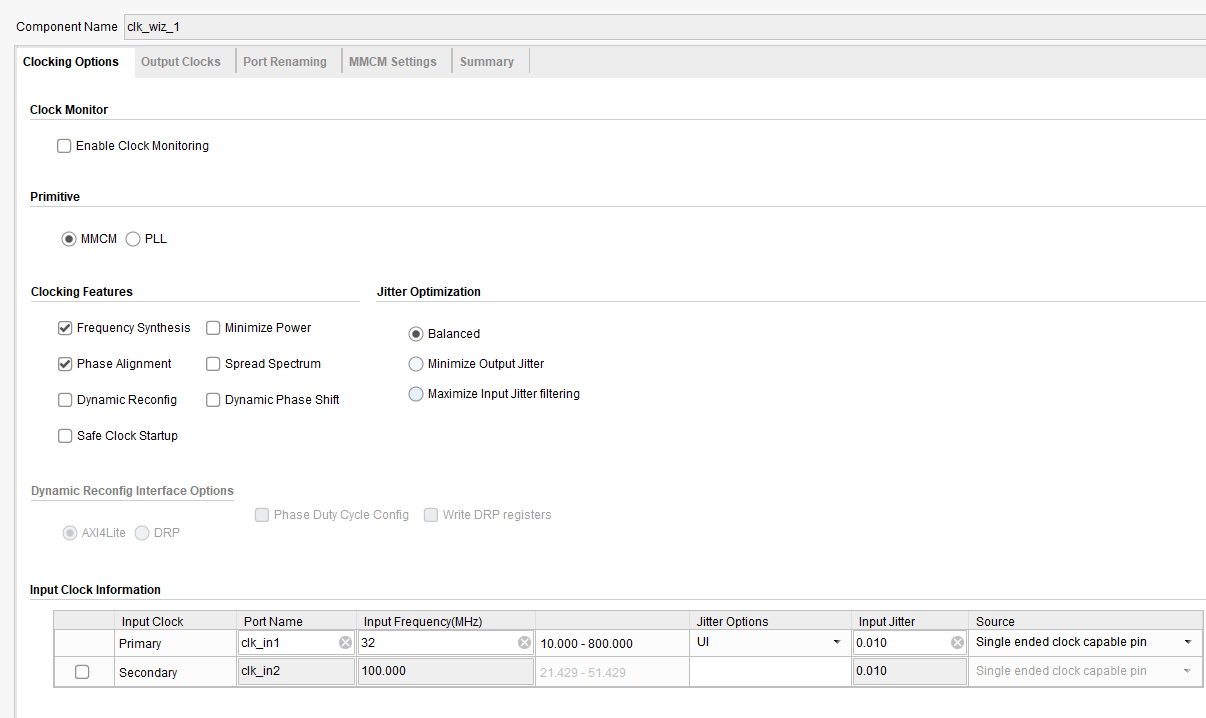 Component Name clk_wiz_1
Clocking Options Output Clocks Port Renaming MMCM Settings Summary
Clock Monitor
Enable Clock Monitoring
Primitive
MMCM PLL
Clocking Features Jitter Optimization
Frequency Synthesis Minimize Power Balanced
Phase Alignment Spread Spectrum Minimize Output Jitter
Dynamic Reconfig Dynamic Phase Shift Maximize Input Jitter filtering
Safe Clock Startup
Dynamic Reconfig Interface Options
Phase Duty Cycle Config Write DRP registers
AXI4Lite DRP
Input Clock Information
Input Clock Port Name Input Frequency(MHz) Jitter Options Input Jitter Source
Primary clk_in1 32 10.000 - 800.000 UI 0.010 Single ended clock capable pin
Secondary clk_in2 100.000 21.429 - 51.429 0.010 Single ended clock capable pin